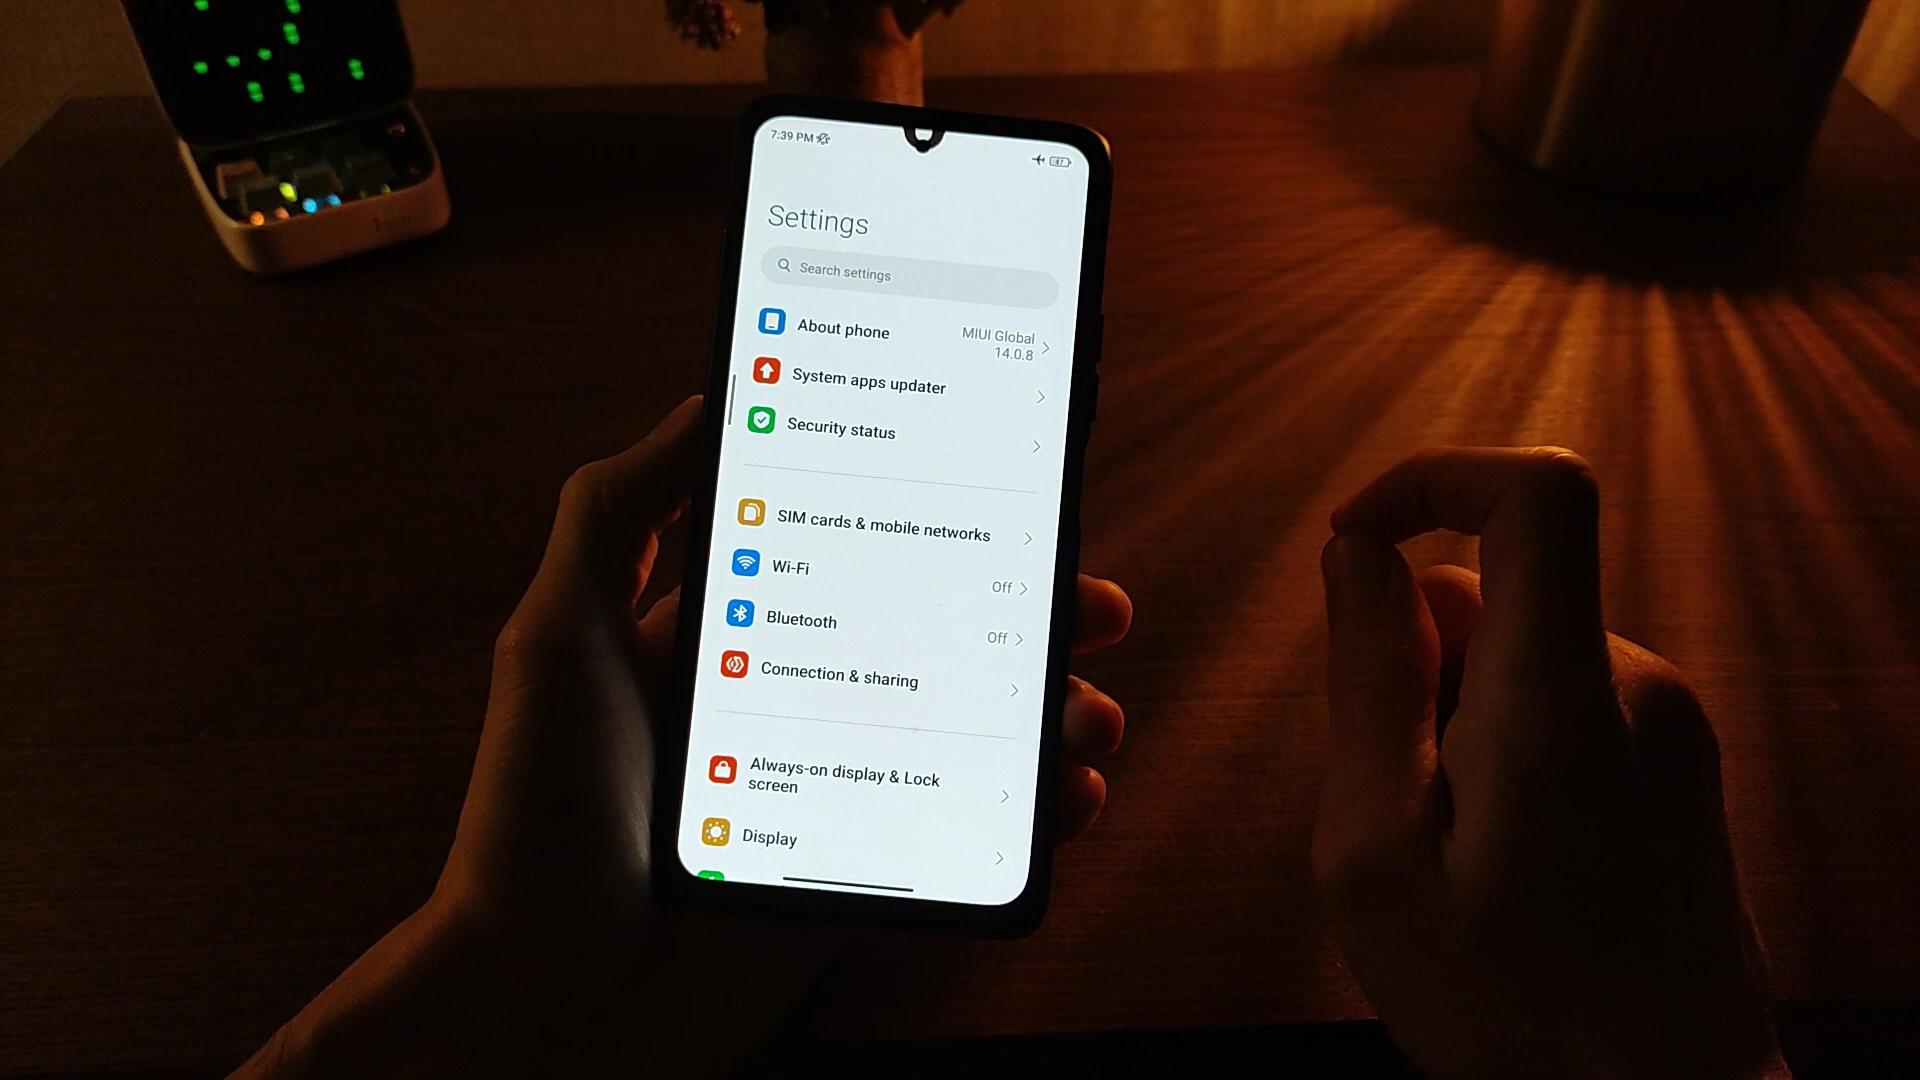 7:39 PM
47
Settings
Search settings
About phone
MIUI Global
14.0.8
System apps updater
Security status
SIM cards & mobile networks
Wi-Fi
Off
Bluetooth
Off
Connection & sharing
Always-on display & Lock
screen
Display